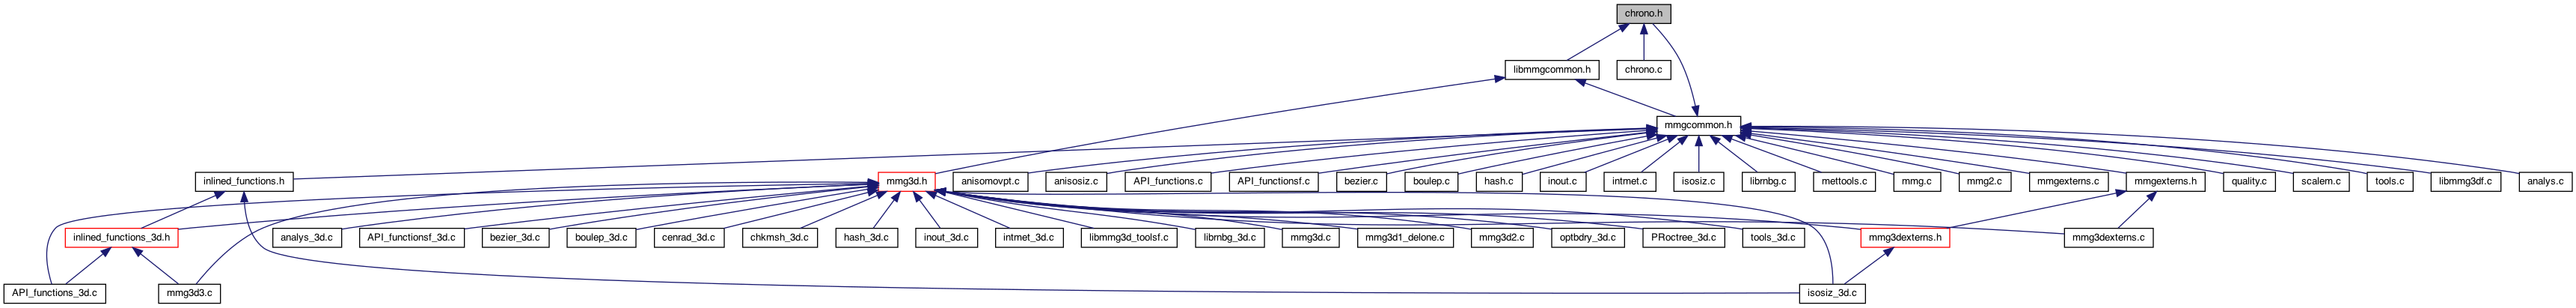 chrono.h
libmmgcommon.h
chrono.c
mmgcommon.h
inlined_functions.h
mmg3d.h
anisomovpt.c
anisosiz.c
API_functions.c
API_functionsf.c
bezier.c
boulep.c
hash.c
inout.c
intmet.c
isosiz.c
librnbg.c
mettools.c
mmg.c
mmg2.c
mmgexterns.c
mmgexterns.h
quality.c
scalem.c
tools.c
libmmg3df.c
analys.c
inlined_functions_3d.h
analys_3d.c
API_functionsf_3d.c
bezier_3d.c
boulep_3d.c
cenrad_3d.c
chkmsh_3d.c
hash_3d.c
inout_3d.c
intmet_3d.c
libmmg3d_toolsf.c
librnbg_3d.c
mmg3d.c
mmg3d1_delone.c
mmg3d2.c
optbdry_3d.c
PRoctree_3d.c
tools_3d.c
mmg3dexterns.h
mmg3dexterns.c
API_functions_3d.c
mmg3d3.c
isosiz_3d.c